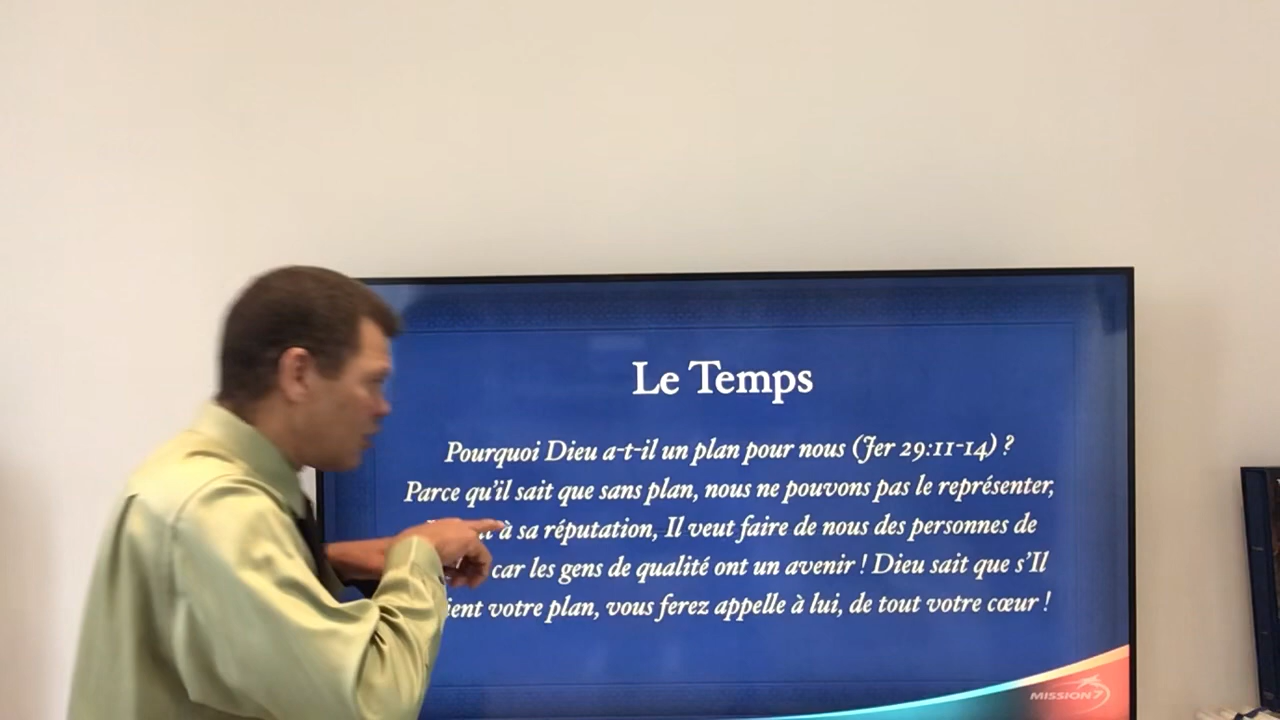 Le Temps
Pourquoi Dieu a-t-il un plan pour nous (Jer 29:11-14) ?
Parce qu'il sait que sans plan, nous ne pouvons pas le représenter,
à sa réputation, Il veut faire de nous des personnes de
car les gens de qualité ont un avenir ! Dieu sait que s'Il
votre plan, vous ferez appelle à lui, de tout votre cœur !
MISSION 7